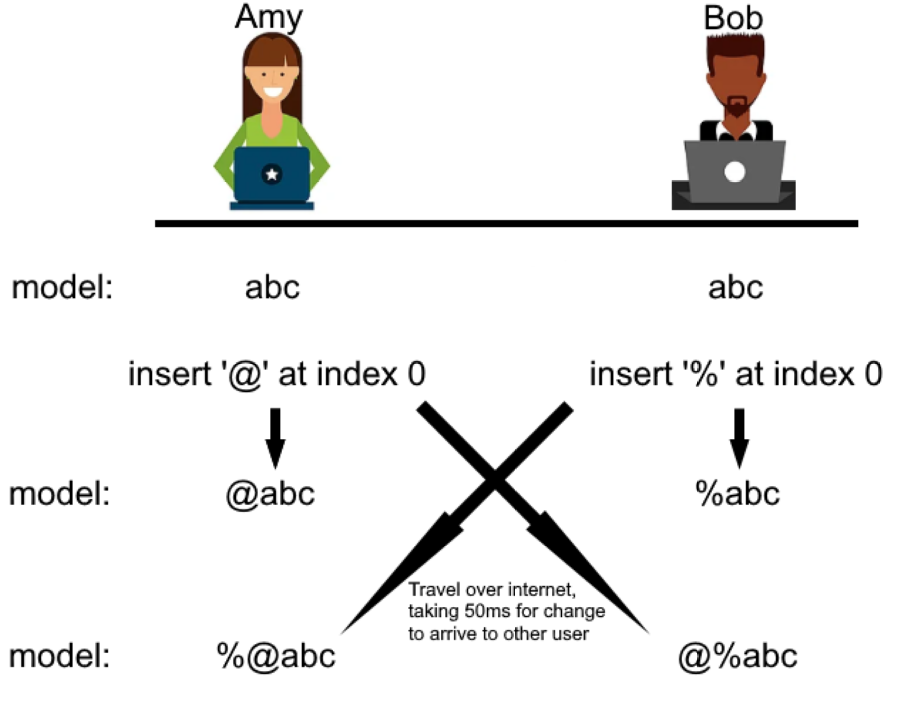 Amy Bob
model: abc abc
insert '@' at index 0 insert '%' at index 0
model: @abc %abc
Travel over internet,
taking 50ms for change
to arrive to other user
model: %@abc @%abc